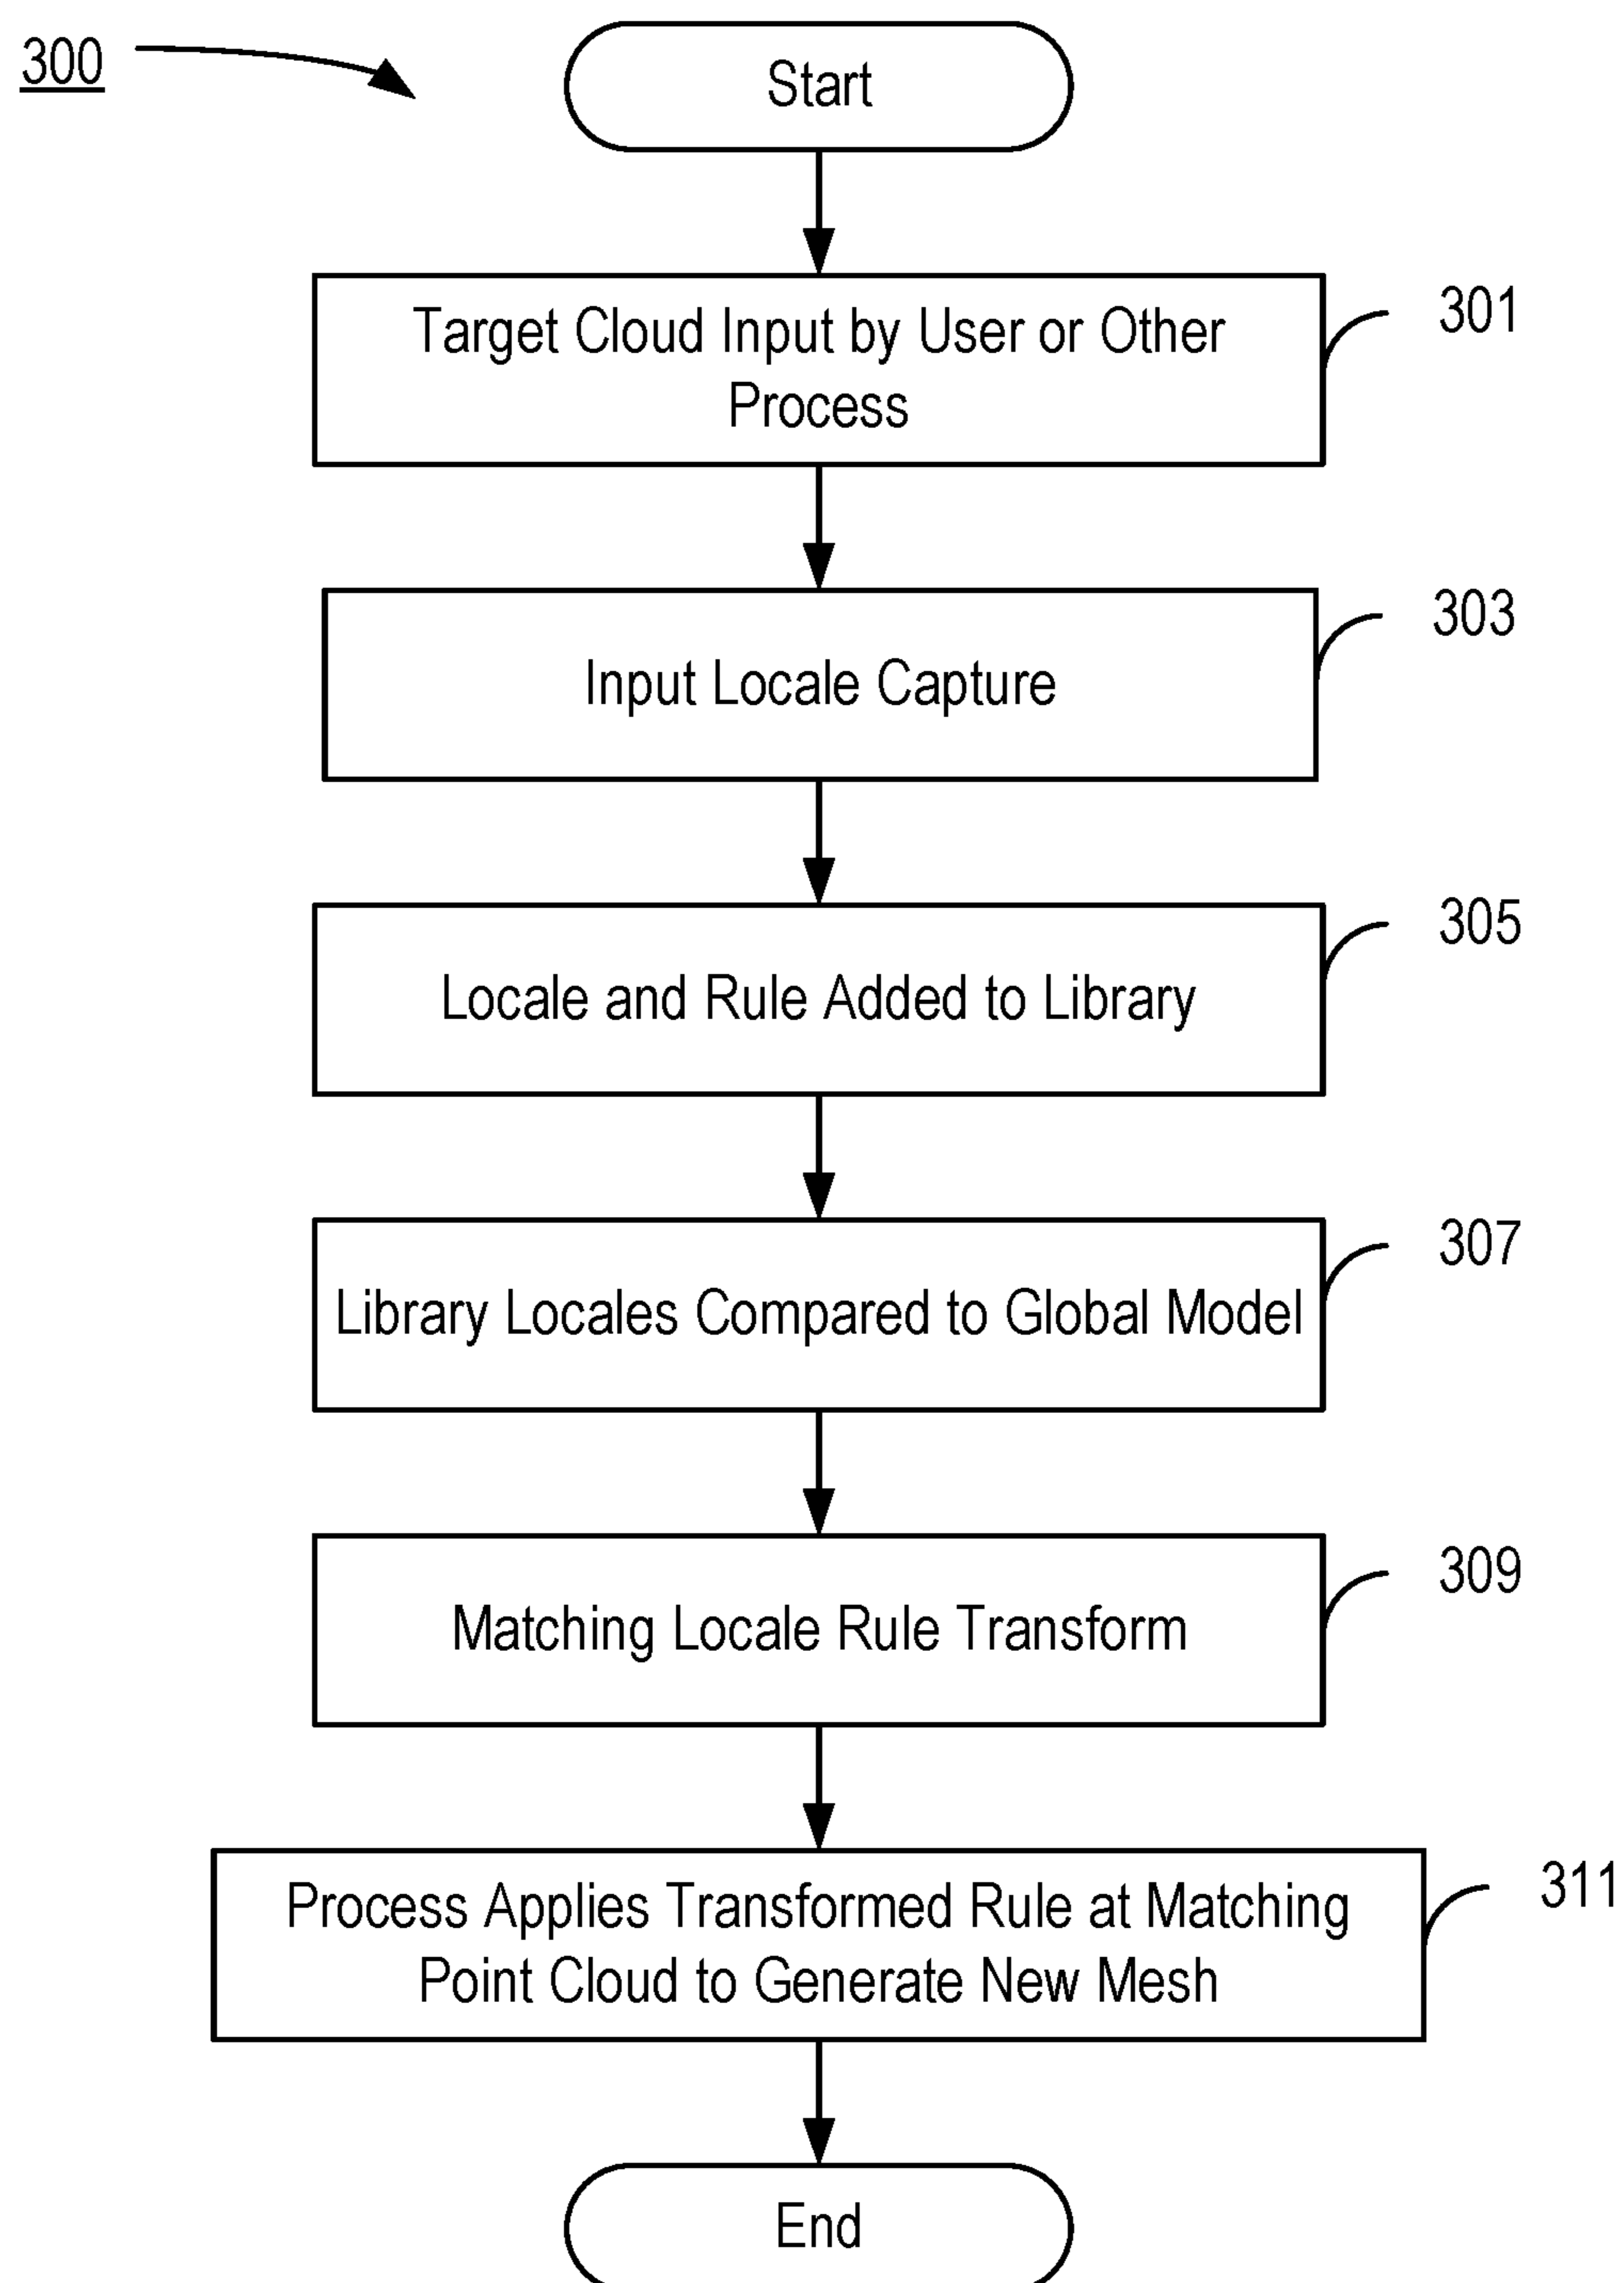 300
Start
Target Cloud Input by User or Other
Process
301
Input Locale Capture
303
Locale and Rule Added to Library
305
Library Locales Compared to Global Model
307
Matching Locale Rule Transform
309
Process Applies Transformed Rule at Matching
Point Cloud to Generate New Mesh
311
End